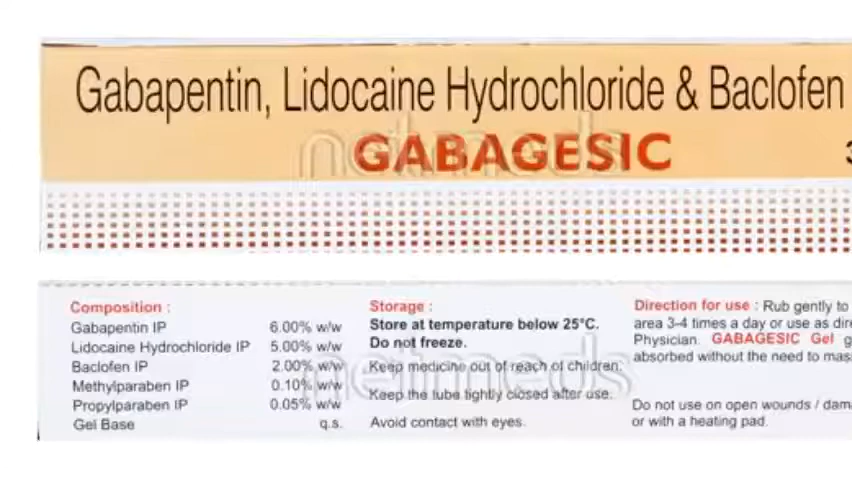 Gabapentin, Lidocaine Hydrochloride & Baclofen
netmeds
GABAGESIC
Composition :
Gabapentin IP 6.00% w/w
Lidocaine Hydrochloride IP 5.00% w/w
Baclofen IP 2.00% w/w
Methylparaben IP 0.10% w/w
Propylparaben IP 0.05% w/w
Gel Base q.s.
Storage :
Store at temperature below 25°C.
Do not freeze.
netmeds
Keep medicine out of reach of children.
Keep the tube tightly closed after use.
Avoid contact with eyes.
Direction for use : Rub gently to
area 3-4 times a day or use as
Physician. GABAGESIC Gel
absorbed without the need to
Do not use on open wounds /
or with a heating pad.